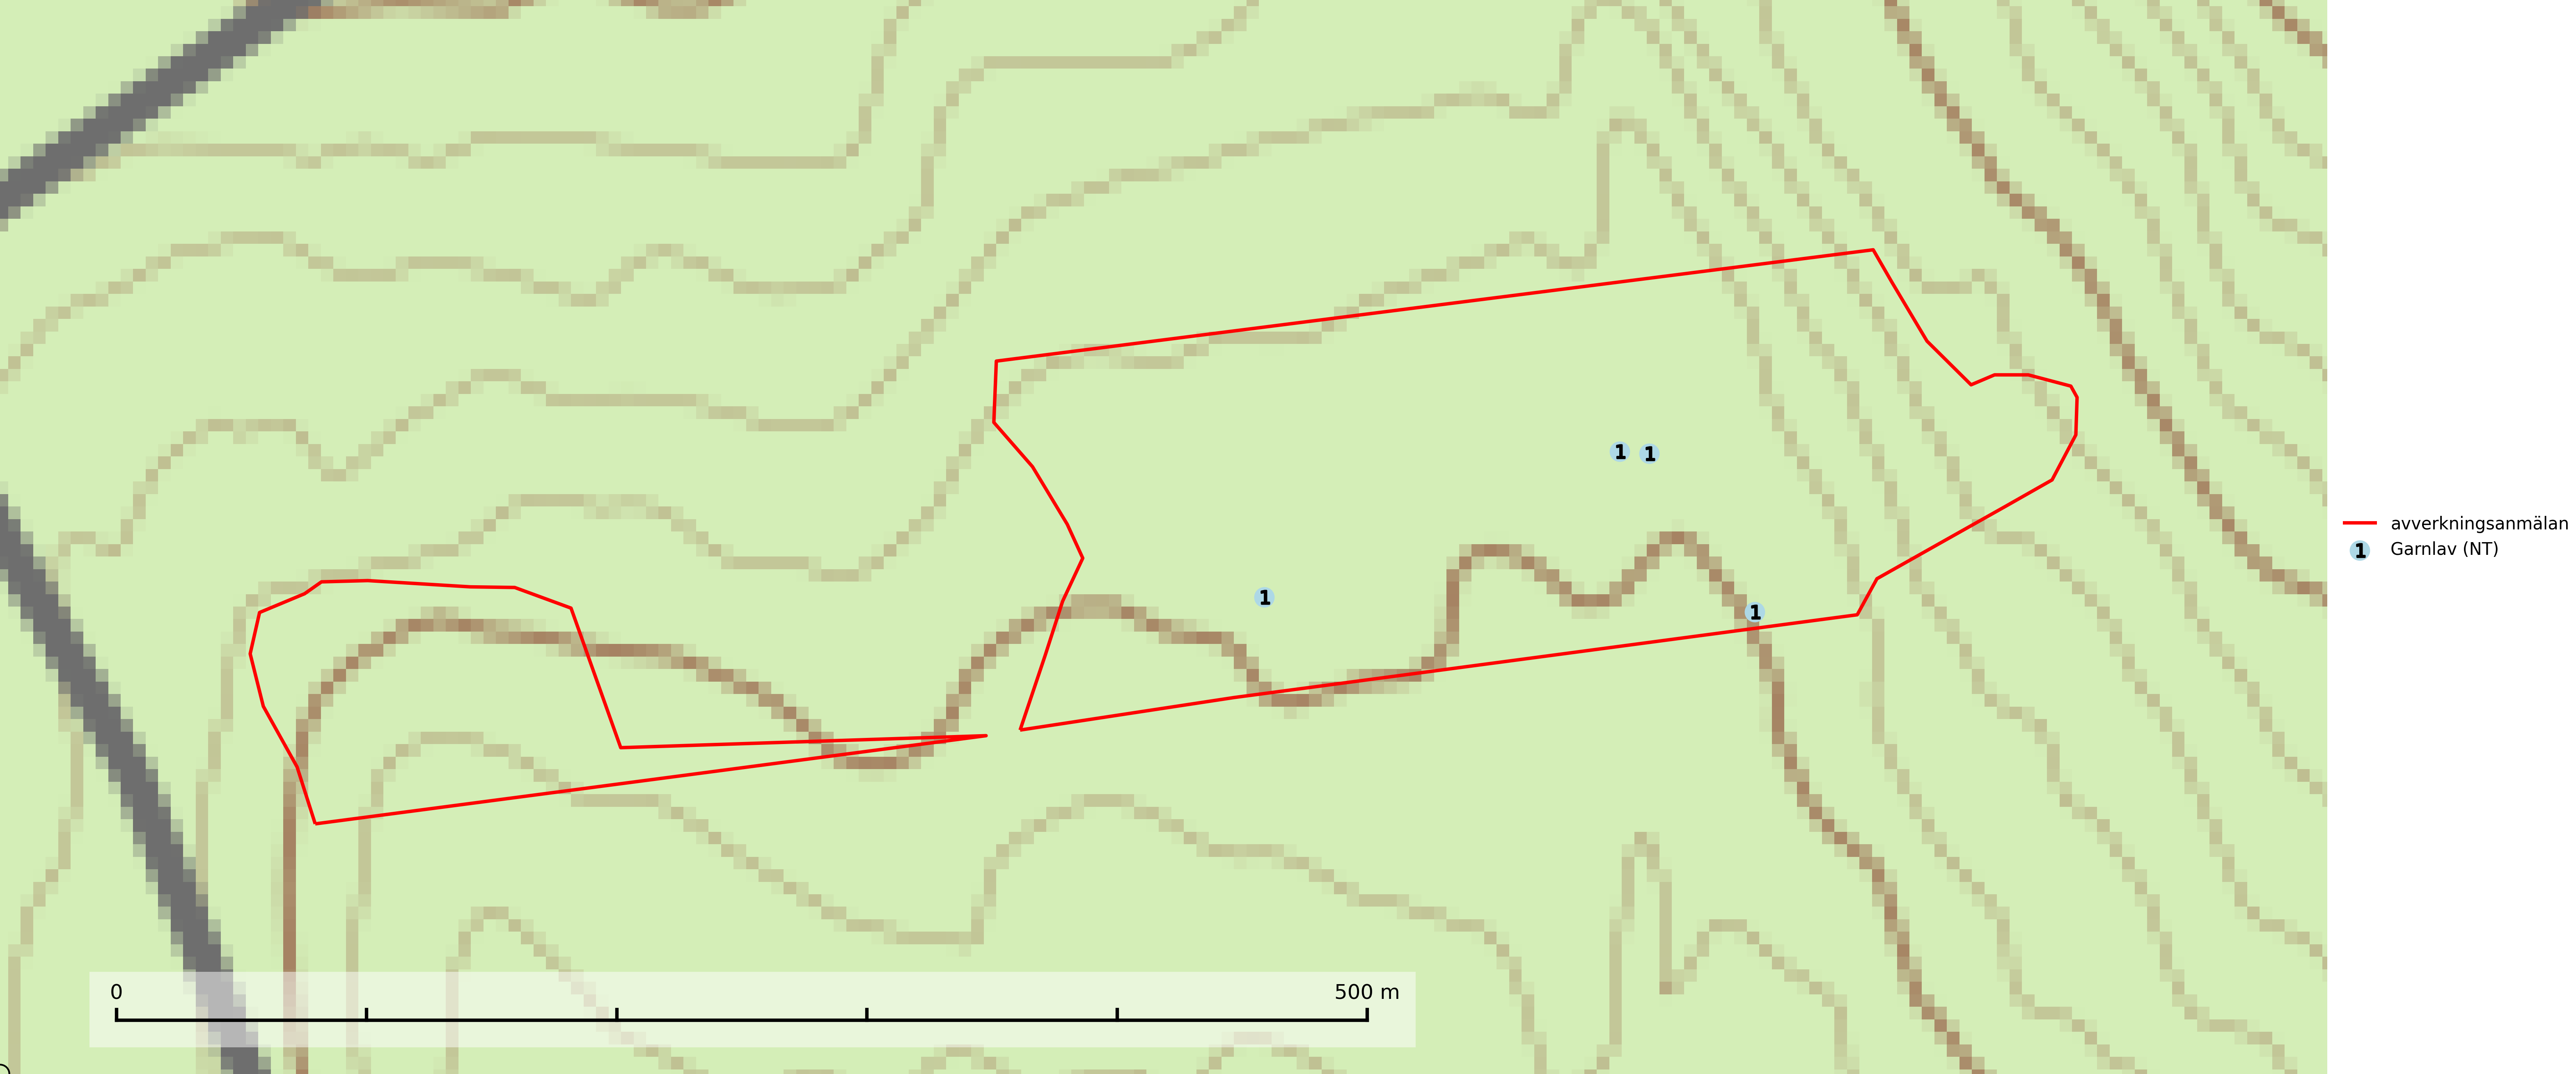 1 1
1
1
avverkningsanmälan
1 Garnlav (NT)
0 500 m